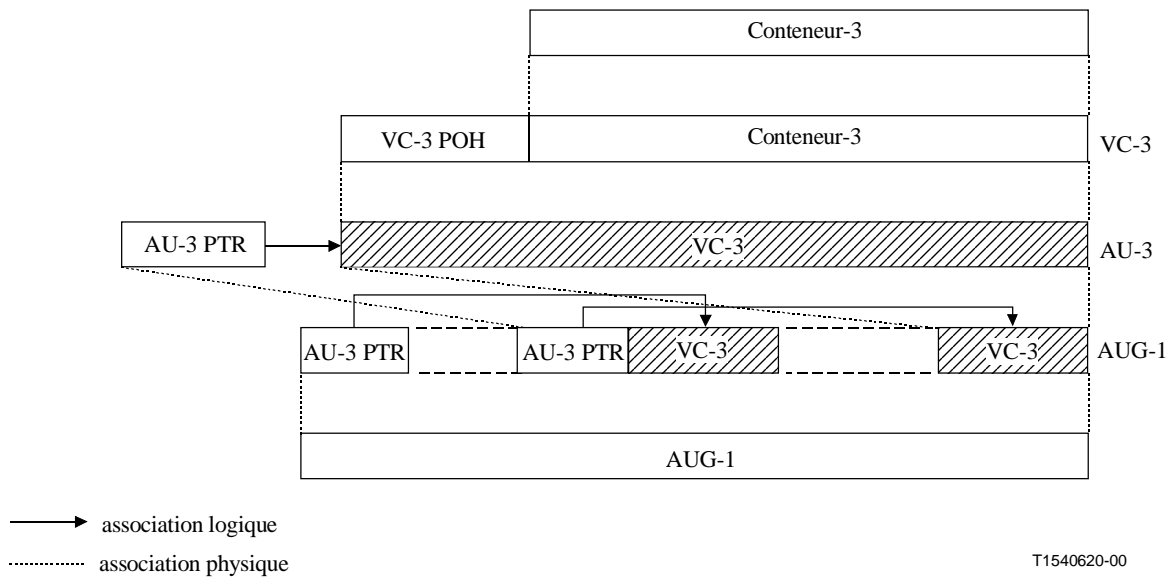 Conteneur-3
VC-3 POH Conteneur-3 VC-3
AU-3 PTR VC-3 AU-3
AU-3 PTR AU-3 PTR VC-3 VC-3 AUG-1
AUG-1
association logique
association physique
T1540620-00